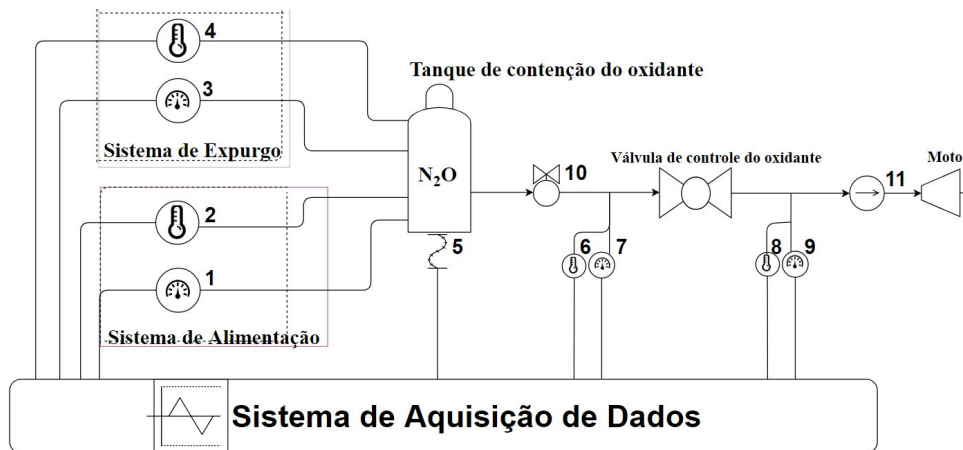 4
Tanque de contenção do oxidante
3
Sistema de Expurgo
N₂O
10
Válvula de controle do oxidante
Moto
11
2
5
6
7
8
9
1
Sistema de Alimentação
Sistema de Aquisição de Dados